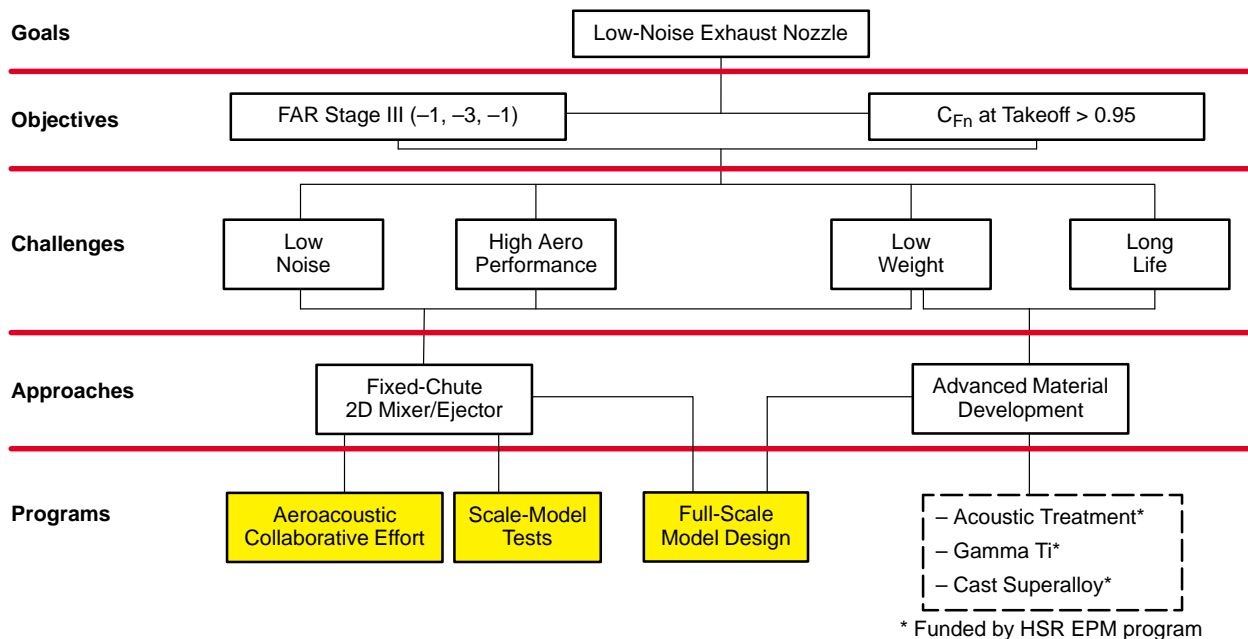 Goals
Low-Noise Exhaust Nozzle
Objectives
FAR Stage III (–1, –3, –1)
C_Fn at Takeoff > 0.95
Challenges
Low
Noise
High Aero
Performance
Low
Weight
Long
Life
Approaches
Fixed-Chute
2D Mixer/Ejector
Advanced Material
Development
Programs
Aeroacoustic
Collaborative Effort
Scale-Model
Tests
Full-Scale
Model Design
– Acoustic Treatment*
– Gamma Ti*
– Cast Superalloy*
* Funded by HSR EPM program